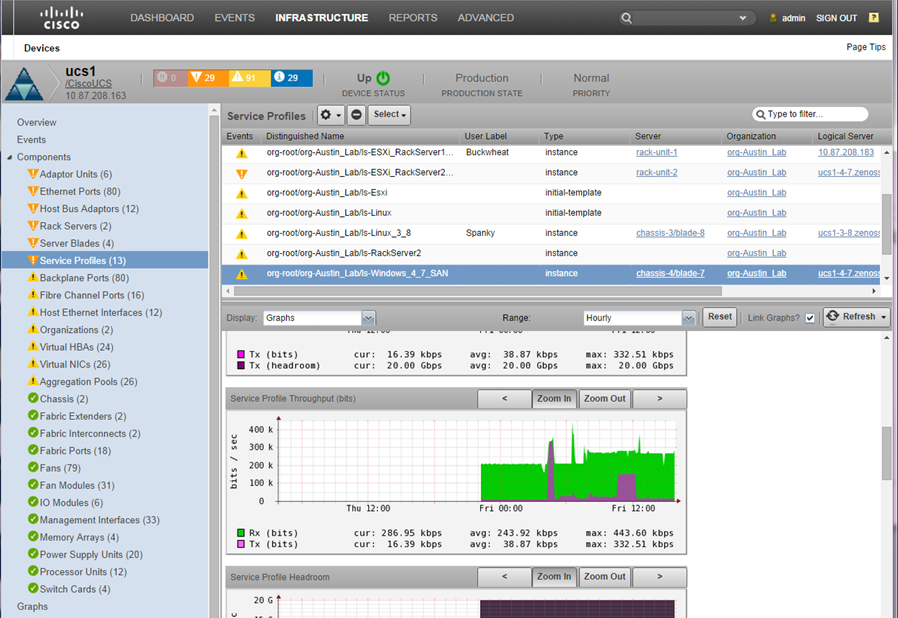 CISCO DASHBOARD EVENTS INFRASTRUCTURE REPORTS ADVANCED admin SIGN OUT ?
Devices Page Tips
ucs1
/CiscoUCS
10.87.208.163
0 29 91 29
Up
DEVICE STATUS
Production
PRODUCTION STATE
Normal
PRIORITY
Overview
Events
Components
Adaptor Units (6)
Ethernet Ports (80)
Host Bus Adaptors (12)
Rack Servers (2)
Server Blades (4)
Service Profiles (13)
Backplane Ports (80)
Fibre Channel Ports (16)
Host Ethernet Interfaces (12)
Organizations (2)
Virtual HBAs (24)
Virtual NICs (26)
Aggregation Pools (26)
Chassis (2)
Fabric Extenders (2)
Fabric Interconnects (2)
Fabric Ports (18)
Fans (79)
Fan Modules (31)
IO Modules (6)
Management Interfaces (33)
Memory Arrays (4)
Power Supply Units (20)
Processor Units (12)
Switch Cards (4)
Graphs
Service Profiles Select Type to filter...
Events Distinguished Name User Label Type Server Organization Logical Server
org-root/org-Austin_Lab/ls-ESXi_RackServer1... Buckwheat instance rack-unit-1 org-Austin_Lab 10.87.208.183
org-root/org-Austin_Lab/ls-ESXi_RackServer2... instance rack-unit-2 org-Austin_Lab ucs1-4-7.zenoss
org-root/org-Austin_Lab/ls-Esxi initial-template org-Austin_Lab
org-root/org-Austin_Lab/ls-Linux initial-template org-Austin_Lab
org-root/org-Austin_Lab/ls-Linux_3_8 Spanky instance chassis-3/blade-8 org-Austin_Lab ucs1-3-8.zenoss
org-root/org-Austin_Lab/ls-RackServer2 instance org-Austin_Lab
org-root/org-Austin_Lab/ls-Windows_4_7_SAN instance chassis-4/blade-7 org-Austin_Lab ucs1-4-7.zenoss
Display: Graphs Range: Hourly Reset Link Graphs? Refresh
Thu 12:00 Fri 00:00 Fri 12:00
Tx (bits) cur: 16.39 kbps avg: 38.87 kbps max: 332.51 kbps
Tx (headroom) cur: 20.00 Gbps avg: 20.00 Gbps max: 20.00 Gbps
Service Profile Throughput (bits) < Zoom In Zoom Out >
bits / sec
400 k
300 k
200 k
100 k
0
Thu 12:00 Fri 00:00 Fri 12:00
Rx (bits) cur: 286.95 kbps avg: 243.92 kbps max: 443.60 kbps
Tx (bits) cur: 16.39 kbps avg: 38.87 kbps max: 332.51 kbps
Service Profile Headroom < Zoom In Zoom Out >
20 G